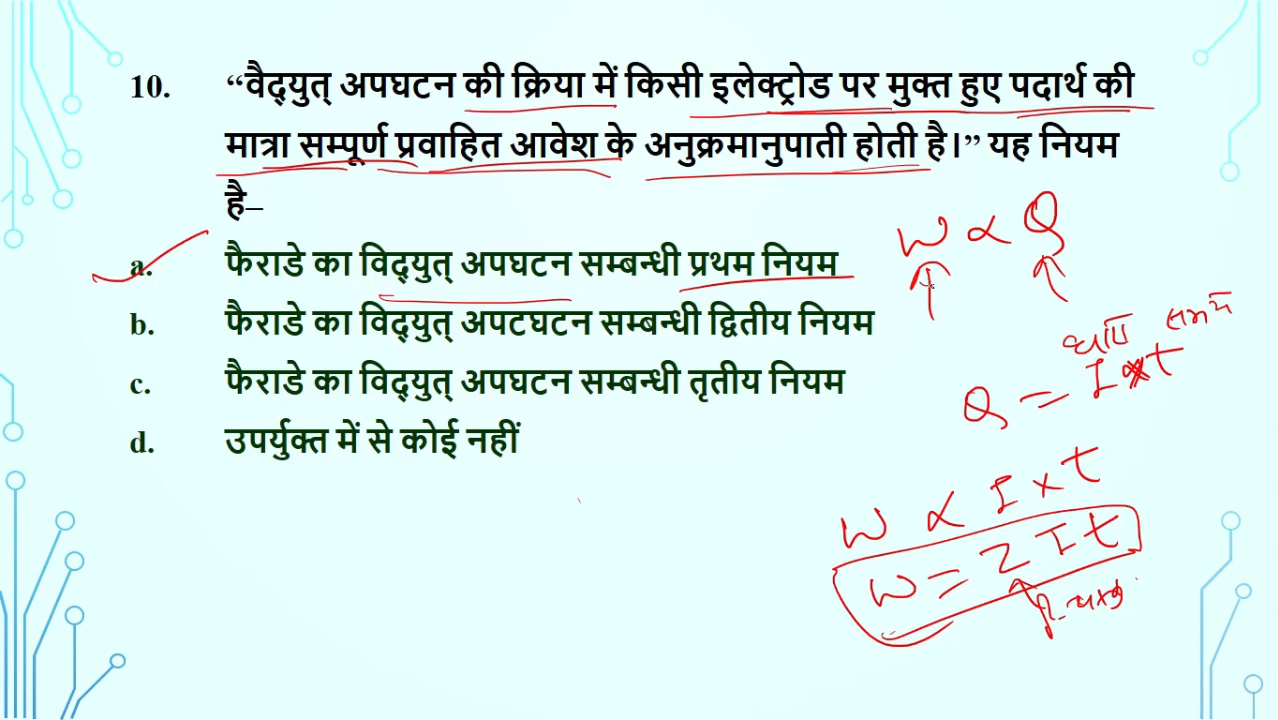 10. “वैद्युत् अपघटन की क्रिया में किसी इलेक्ट्रोड पर मुक्त हुए पदार्थ की
मात्रा सम्पूर्ण प्रवाहित आवेश के अनुक्रमानुपाती होती है।” यह नियम
है–
a. फैराडे का विद्युत् अपघटन सम्बन्धी प्रथम नियम
b. फैराडे का विद्युत् अपटघटन सम्बन्धी द्वितीय नियम
c. फैराडे का विद्युत् अपघटन सम्बन्धी तृतीय नियम
d. उपर्युक्त में से कोई नहीं
W ∝ Q
समय
Q = I × t
W ∝ I × t
W = Z I t